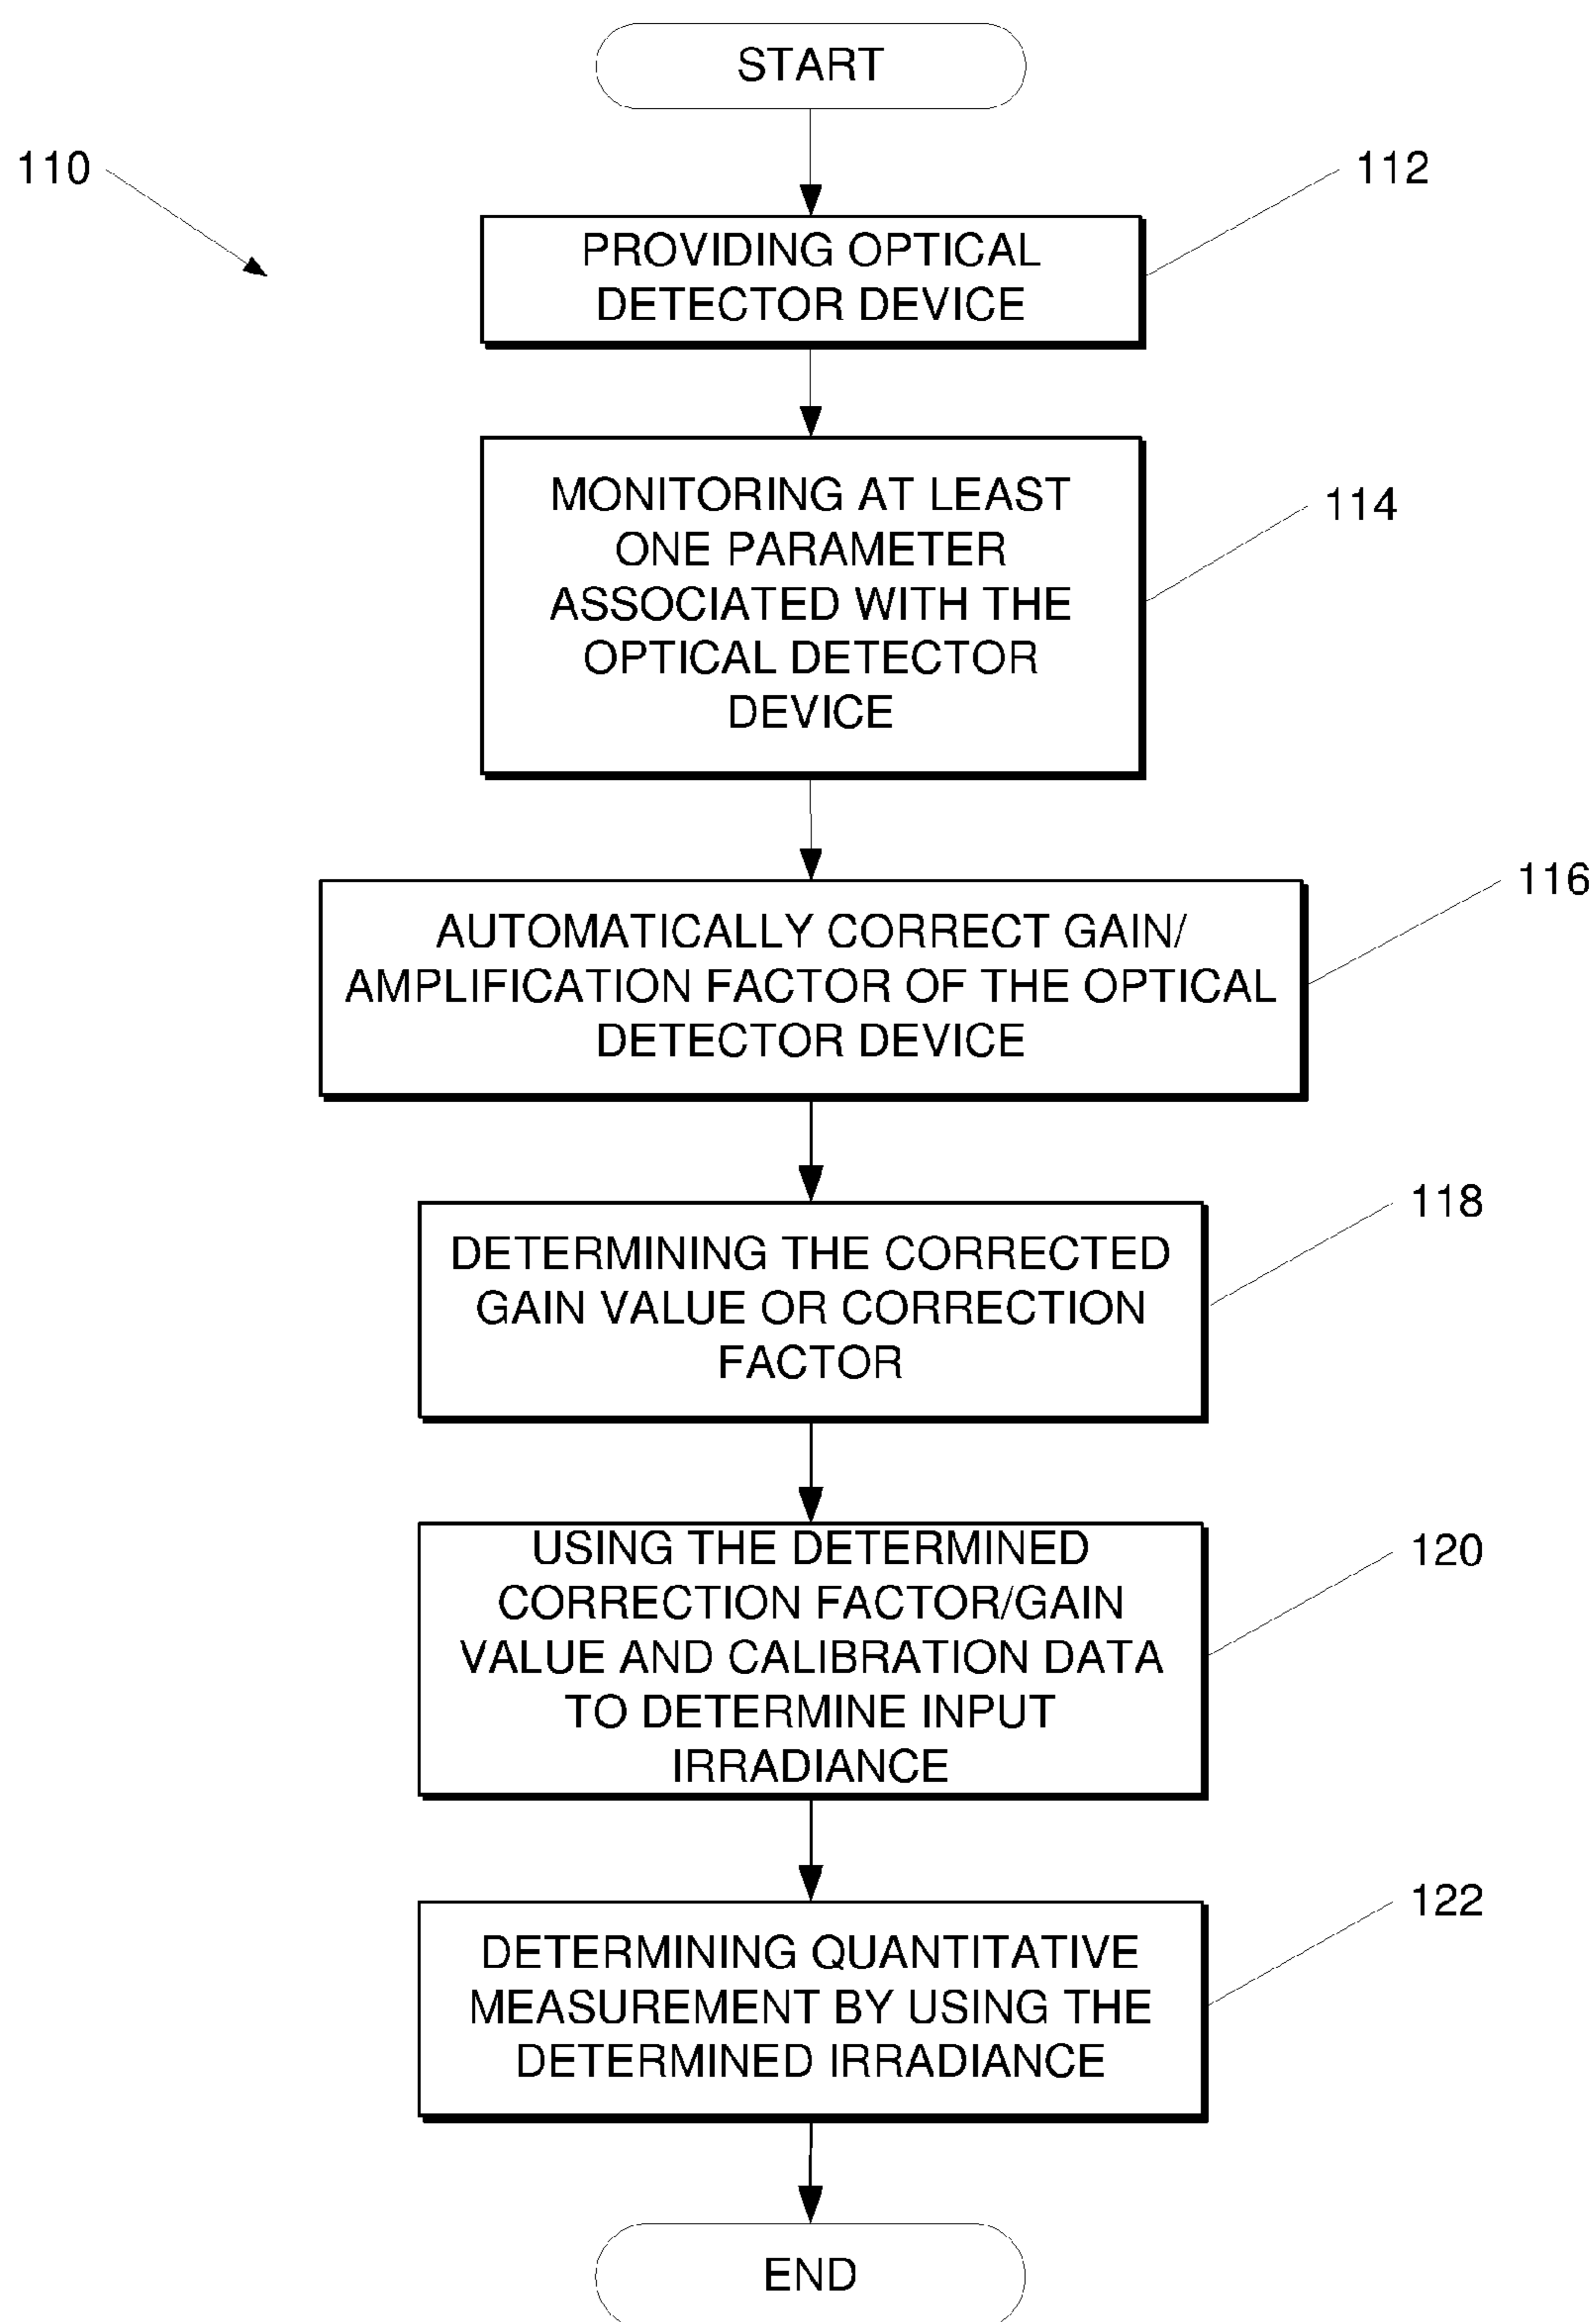 START
110
112
PROVIDING OPTICAL
DETECTOR DEVICE
114
MONITORING AT LEAST
ONE PARAMETER
ASSOCIATED WITH THE
OPTICAL DETECTOR
DEVICE
116
AUTOMATICALLY CORRECT GAIN/
AMPLIFICATION FACTOR OF THE OPTICAL
DETECTOR DEVICE
118
DETERMINING THE CORRECTED
GAIN VALUE OR CORRECTION
FACTOR
120
USING THE DETERMINED
CORRECTION FACTOR/GAIN
VALUE AND CALIBRATION DATA
TO DETERMINE INPUT
IRRADIANCE
122
DETERMINING QUANTITATIVE
MEASUREMENT BY USING THE
DETERMINED IRRADIANCE
END